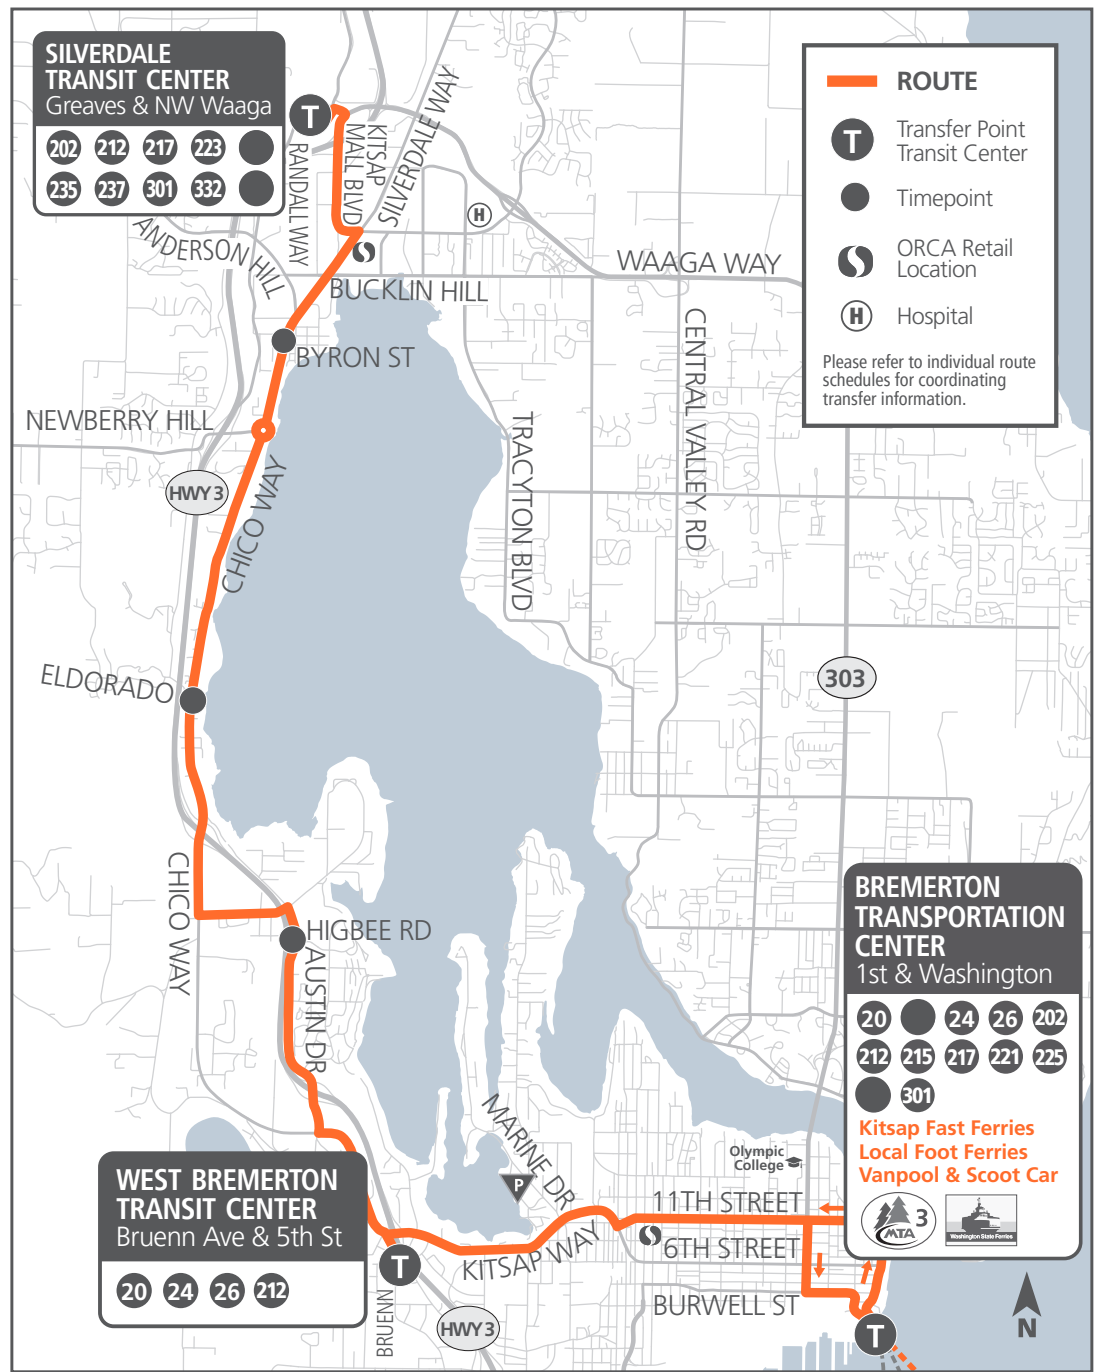 SILVERDALE
TRANSIT CENTER
Greaves & NW Waaga
202 212 217 223
235 237 301 332
T
RANDALL WAY
KITSAP
MALL BLVD
SILVERDALE WAY
H
ANDERSON HILL
WAAGA WAY
BUCKLIN HILL
BYRON ST
NEWBERRY HILL
HWY 3
CHICO WAY
TRACYTON BLVD
CENTRAL VALLEY RD
ROUTE
T
Transfer Point
Transit Center
Timepoint
ORCA Retail
Location
H
Hospital
Please refer to individual route
schedules for coordinating
transfer information.
ELDORADO
303
CHICO WAY
HIGBEE RD
AUSTIN DR
BREMERTON
TRANSPORTATION
CENTER
1st & Washington
20 24 26 202
212 215 217 221 225
301
Kitsap Fast Ferries
Local Foot Ferries
Vanpool & Scoot Car
MTA 3
Washington State Ferries
MARINE DR
P
Olympic
College
11TH STREET
6TH STREET
KITSAP WAY
BURWELL ST
WEST BREMERTON
TRANSIT CENTER
Bruenn Ave & 5th St
20 24 26 212
T
BRUENN
HWY 3
T
N